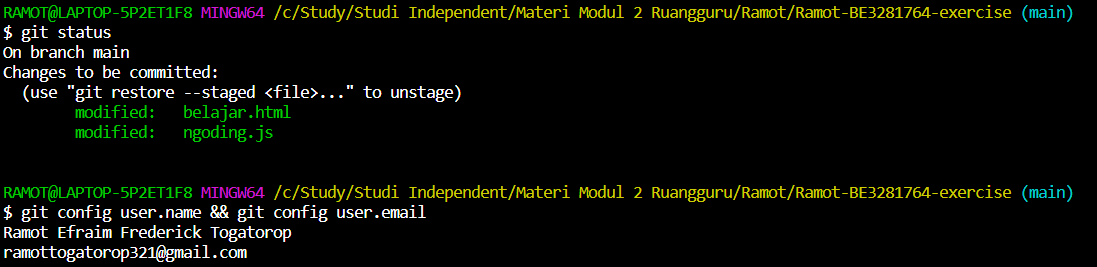 RAMOT@LAPTOP-5P2ET1F8 MINGW64 /c/Study/Studi Independent/Materi Modul 2 Ruangguru/Ramot/Ramot-BE3281764-exercise (main)
$ git status
On branch main
Changes to be committed:
  (use "git restore --staged <file>..." to unstage)
        modified:   belajar.html
        modified:   ngoding.js
RAMOT@LAPTOP-5P2ET1F8 MINGW64 /c/Study/Studi Independent/Materi Modul 2 Ruangguru/Ramot/Ramot-BE3281764-exercise (main)
$ git config user.name && git config user.email
Ramot Efraim Frederick Togatorop
ramottogatorop321@gmail.com